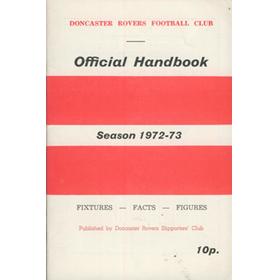 DONCASTER ROVERS FOOTBALL CLUB
Official Handbook
Season 1972-73
FIXTURES — FACTS — FIGURES
Published by Doncaster Rovers Supporters' Club
10p.